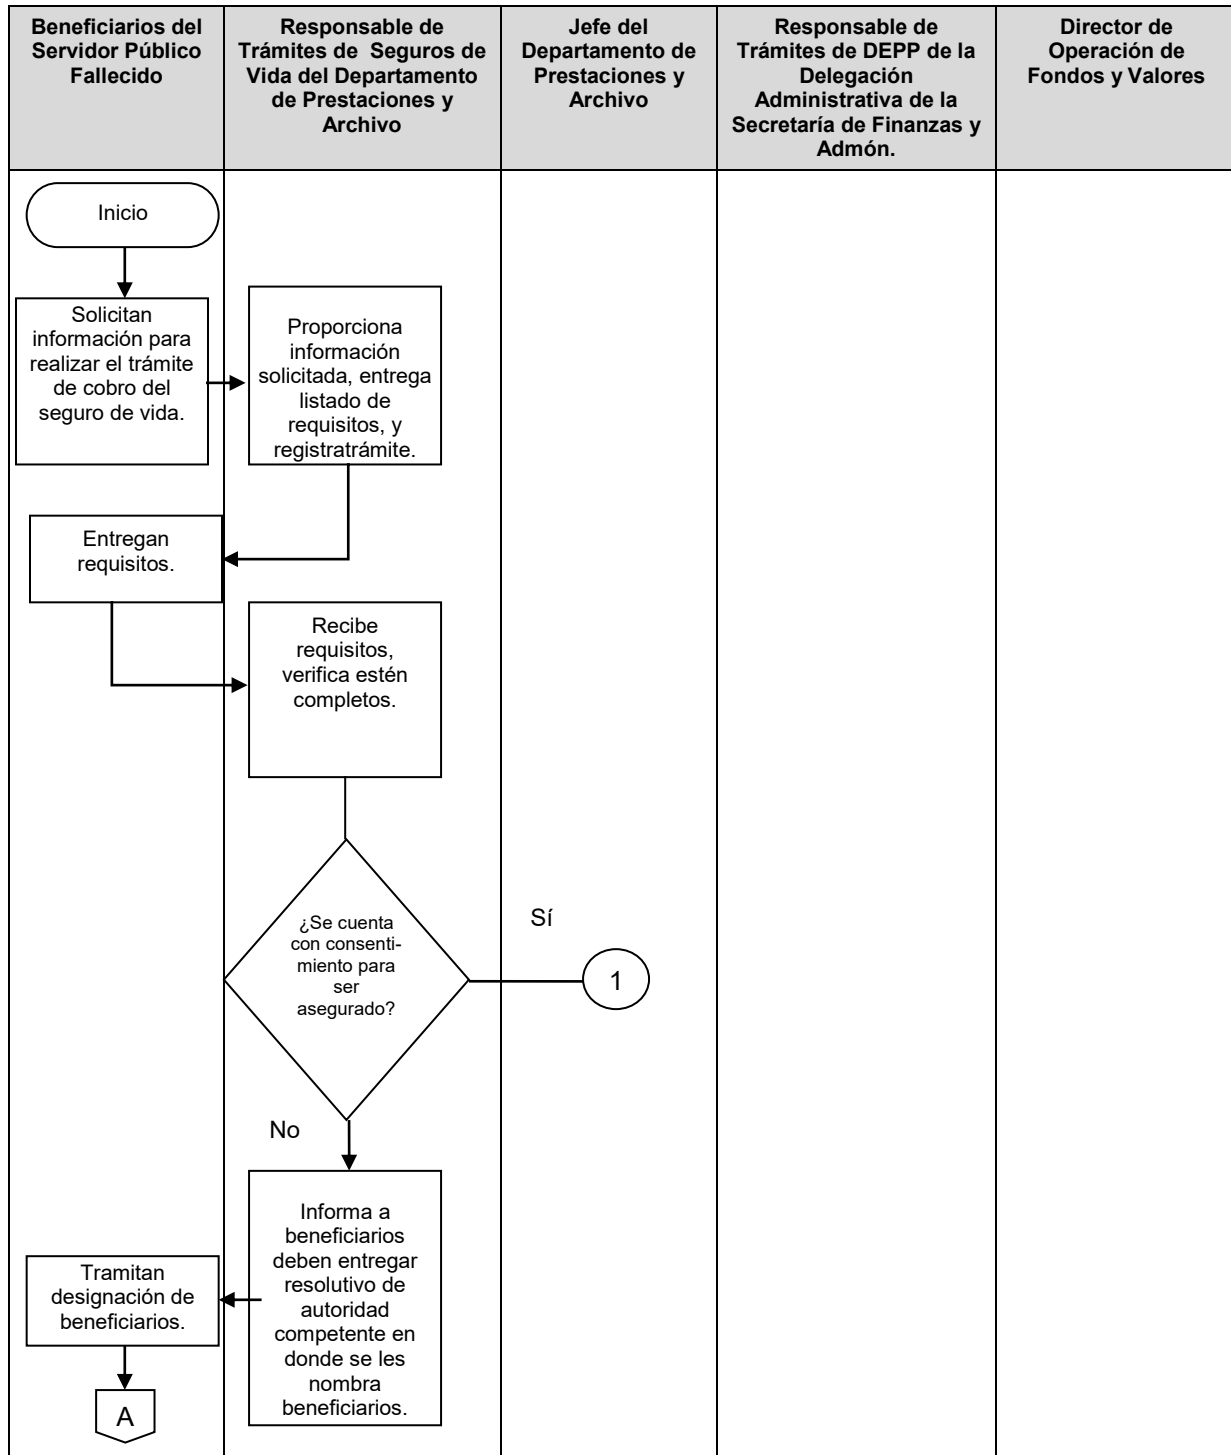 Beneficiarios del
Servidor Público
Fallecido
Responsable de
Trámites de Seguros de
Vida del Departamento
de Prestaciones y
Archivo
Jefe del
Departamento de
Prestaciones y
Archivo
Responsable de
Trámites de DEPP de la
Delegación
Administrativa de la
Secretaría de Finanzas y
Admón.
Director de
Operación de
Fondos y Valores
Inicio
Solicitan
información para
realizar el trámite
de cobro del
seguro de vida.
Proporciona
información
solicitada, entrega
listado de
requisitos, y
registratrámite.
Entregan
requisitos.
Recibe
requisitos,
verifica estén
completos.
¿Se cuenta
con consenti-
miento para
ser
asegurado?
Sí
1
No
Informa a
beneficiarios
deben entregar
resolutivo de
autoridad
competente en
donde se les
nombra
beneficiarios.
Tramitan
designación de
beneficiarios.
A